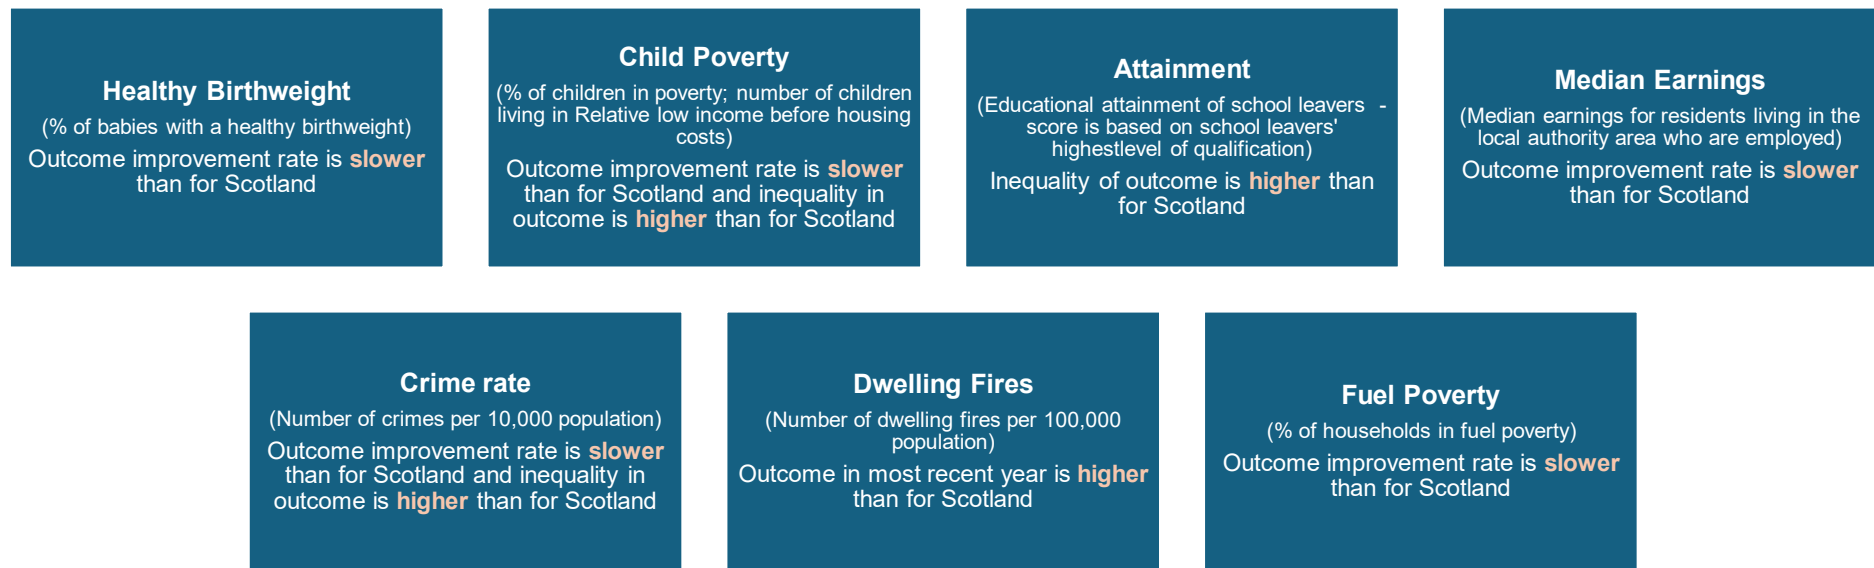 Healthy Birthweight
(% of babies with a healthy birthweight)
Outcome improvement rate is slower
than for Scotland
Child Poverty
(% of children in poverty; number of children
living in Relative low income before housing
costs)
Outcome improvement rate is slower
than for Scotland and inequality in
outcome is higher than for Scotland
Attainment
(Educational attainment of school leavers -
score is based on school leavers'
highestlevel of qualification)
Inequality of outcome is higher than
for Scotland
Median Earnings
(Median earnings for residents living in the
local authority area who are employed)
Outcome improvement rate is slower
than for Scotland
Crime rate
(Number of crimes per 10,000 population)
Outcome improvement rate is slower
than for Scotland and inequality in
outcome is higher than for Scotland
Dwelling Fires
(Number of dwelling fires per 100,000
population)
Outcome in most recent year is higher
than for Scotland
Fuel Poverty
(% of households in fuel poverty)
Outcome improvement rate is slower
than for Scotland